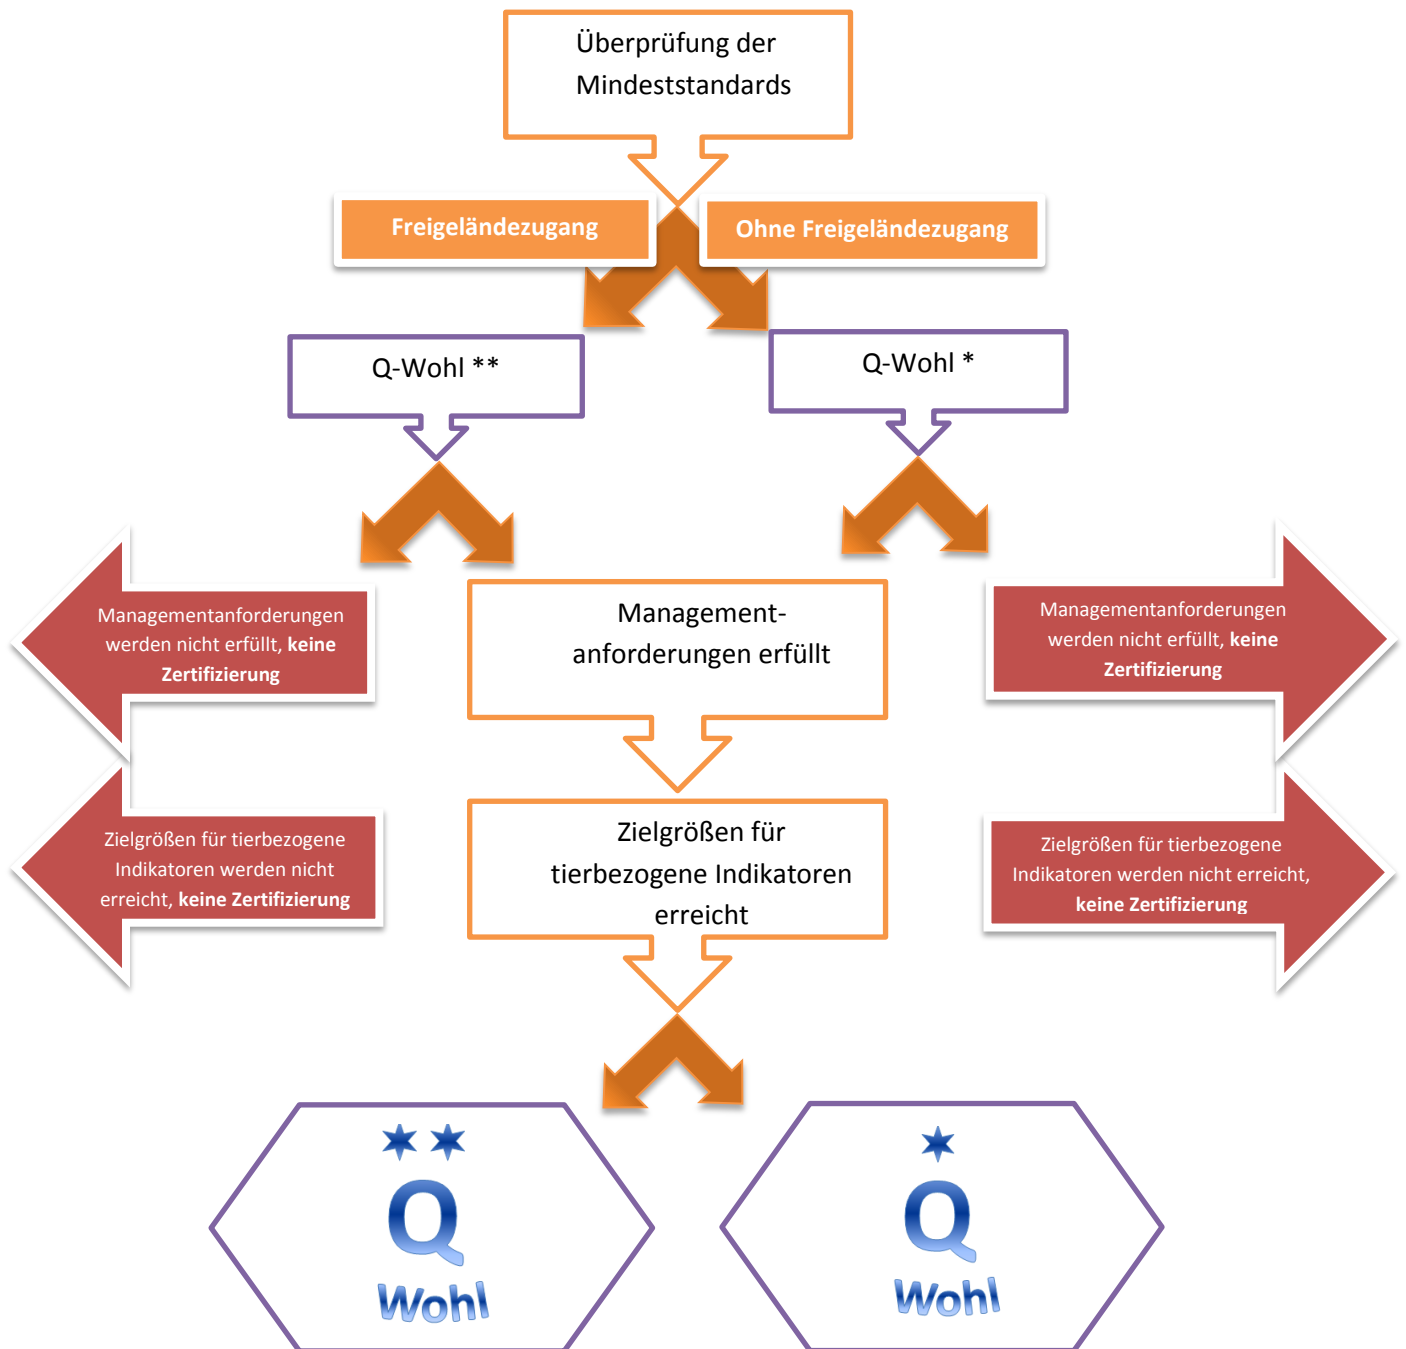 Überprüfung der
Mindeststandards
Freigeländezugang
Ohne Freigeländezugang
Q-Wohl **
Q-Wohl *
Managementanforderungen
werden nicht erfüllt, keine
Zertifizierung
Management-
anforderungen erfüllt
Managementanforderungen
werden nicht erfüllt, keine
Zertifizierung
Zielgrößen für tierbezogene
Indikatoren werden nicht
erreicht, keine Zertifizierung
Zielgrößen für
tierbezogene Indikatoren
erreicht
Zielgrößen für tierbezogene
Indikatoren werden nicht erreicht,
keine Zertifizierung
Q
Wohl
Q
Wohl